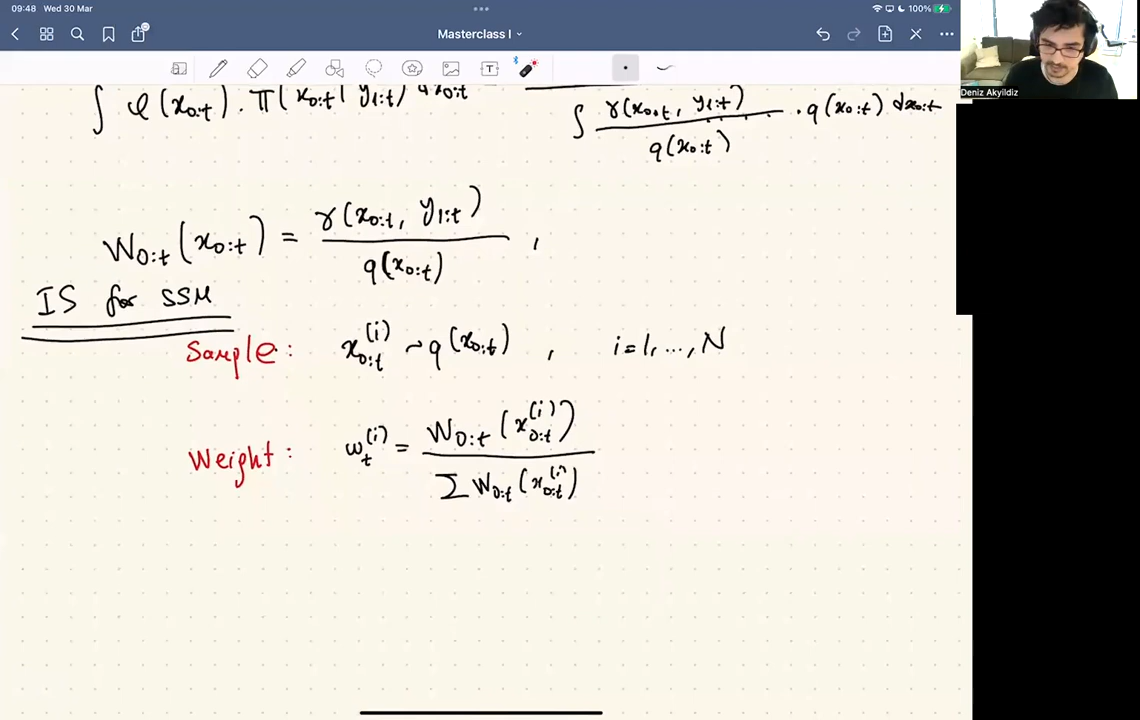 09:48 Wed 30 Mar
100%
Masterclass I
Deniz Akyildiz
∫ φ(x₀:t) · π(x₀:t | y₁:t) dx₀:t
∫ γ(x₀:t, y₁:t) / q(x₀:t) · q(x₀:t) dx₀:t
W₀:t (x₀:t) = γ(x₀:t, y₁:t) / q(x₀:t) ,
IS for SSM
Sample: x₀:t⁽ⁱ⁾ ~ q(x₀:t) , i=1, ..., N
Weight: wₜ⁽ⁱ⁾ = W₀:t (x₀:t⁽ⁱ⁾) / ∑ W₀:t (x₀:t⁽ⁱ⁾)